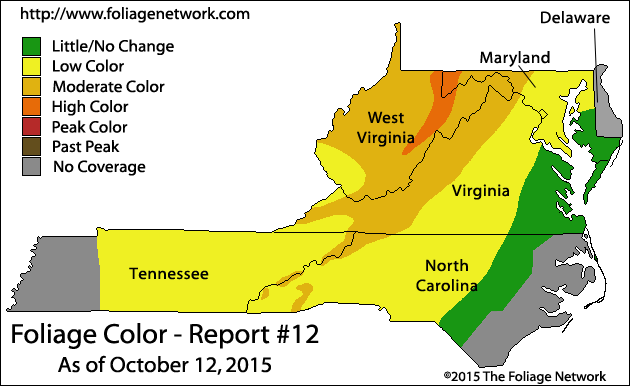 http://www.foliagenetwork.com
Delaware
Little/No Change
Maryland
Low Color
Moderate Color
High Color
West
Virginia
Peak Color
Past Peak
No Coverage
Virginia
Tennessee
North
Carolina
Foliage Color - Report #12
As of October 12, 2015
©2015 The Foliage Network